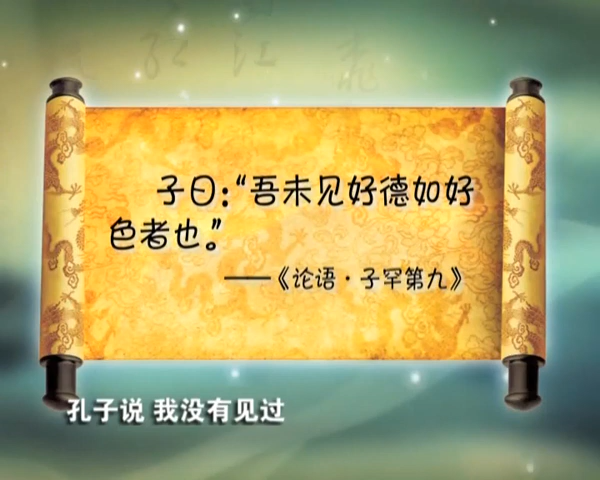 子曰：“吾未见好德如好
色者也。”
——《论语·子罕第九》
孔子说 我没有见过